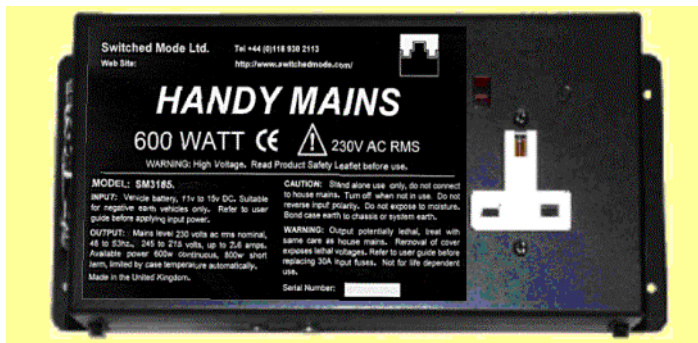 Switched Mode Ltd. Tel +44 (0)118 930 2113
Web Site: http://www.switchedmode.com/
HANDY MAINS
600 WATT CE 230V AC RMS
WARNING: High Voltage. Read Product Safety Leaflet before use.
MODEL: SM3185.
INPUT: Vehicle battery, 11v to 15v DC. Suitable
for negative earth vehicles only. Refer to user
guide before applying input power.
OUTPUT: Mains level 230 volts ac rms nominal,
48 to 53hz., 245 to 215 volts, up to 2.6 amps.
Available power 600w continuous, 800w short
term, limited by case temperature automatically.
Made in the United Kingdom.
CAUTION: Stand alone use only, do not connect
to house mains. Turn off when not in use. Do not
reverse input polarity. Do not expose to moisture.
Bond case earth to chassis or system earth.
WARNING: Output potentially lethal, treat with
same care as house mains. Removal of cover
exposes lethal voltages. Refer to user guide before
replacing 30A input fuses. Not for life dependent
use.
Serial Number: